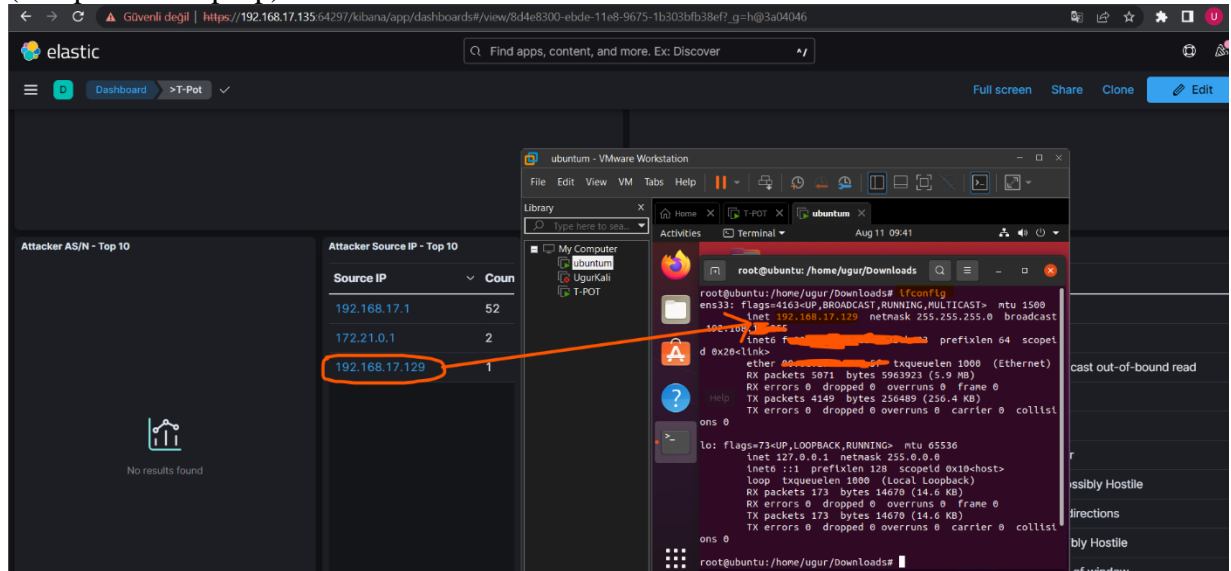 Güvenli değil | https://192.168.17.135:64297/kibana/app/dashboards#/view/8d4e8300-ebde-11e8-9675-1b303bfb38ef?_g=h@3a04046
U
elastic
Find apps, content, and more. Ex: Discover
^/
D
Dashboard
>T-Pot
Full screen
Share
Clone
Edit
ubuntum - VMware Workstation
File Edit View VM Tabs Help
Library
X
Type here to sea...
Home
T-POT
ubuntum
Activities
Terminal
Aug 11 09:41
My Computer
ubuntum
UgurKali
T-POT
Attacker AS/N - Top 10
No results found
Attacker Source IP - Top 10
Source IP
Coun
192.168.17.1
52
172.21.0.1
2
192.168.17.129
1
root@ubuntu: /home/ugur/Downloads
root@ubuntu:/home/ugur/Downloads# ifconfig
ens33: flags=4163<UP,BROADCAST,RUNNING,MULTICAST> mtu 1500
inet 192.168.17.129 netmask 255.255.255.0 broadcast
prefixlen 64 scopei
d 0x20<link>
ether
txqueuelen 1000 (Ethernet)
RX packets 5071 bytes 5963923 (5.9 MB)
RX errors 0 dropped 0 overruns 0 frame 0
TX packets 4149 bytes 256489 (256.4 KB)
TX errors 0 dropped 0 overruns 0 carrier 0 collisi
ons 0
lo: flags=73<UP,LOOPBACK,RUNNING> mtu 65536
inet 127.0.0.1 netmask 255.0.0.0
inet6 ::1 prefixlen 128 scopeid 0x10<host>
loop txqueuelen 1000 (Local Loopback)
RX packets 173 bytes 14670 (14.6 KB)
RX errors 0 dropped 0 overruns 0 frame 0
TX packets 173 bytes 14670 (14.6 KB)
TX errors 0 dropped 0 overruns 0 carrier 0 collisi
ons 0
root@ubuntu:/home/ugur/Downloads#
Help
cast out-of-bound read
r
ossibly Hostile
directions
bly Hostile